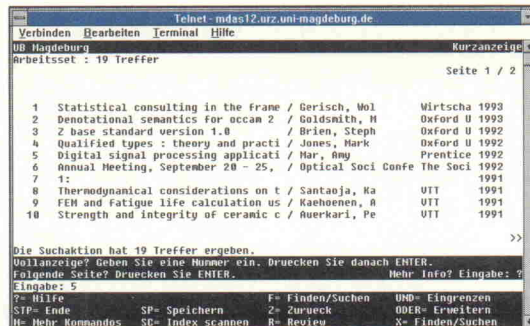 Telnet - mdas12.urz.uni-magdeburg.de
Verbinden Bearbeiten Terminal Hilfe
UB Magdeburg Kurzanzeige
Arbeitsset : 19 Treffer
Seite 1 / 2
1 Statistical consulting in the frame / Gerisch, Wol Wirtscha 1993
2 Denotational semantics for occam 2 / Goldsmith, M Oxford U 1993
3 Z base standard version 1.0 / Brien, Steph Oxford U 1992
4 Qualified types : theory and practi / Jones, Mark Oxford U 1992
5 Digital signal processing applicati / Mar, Amy Prentice 1992
6 Annual Meeting, September 20 - 25, / Optical Soci Confe The Soci 1992
7 1: 1991
8 Thermodynamical considerations on t / Santaoja, Ka VTT 1991
9 FEM and fatigue life calculation us / Kaehoenen, A VTT 1991
10 Strength and integrity of ceramic c / Auerkari, Pe VTT 1991
>>
Die Suchaktion hat 19 Treffer ergeben.
Vollanzeige? Geben Sie eine Nummer ein. Druecken Sie danach ENTER.
Folgende Seite? Druecken Sie ENTER. Mehr Info? Eingabe: ?
Eingabe: 5
?= Hilfe F= Finden/Suchen UND= Eingrenzen
STP= Ende SP= Speichern Z= Zurueck ODER= Erweitern
M= Mehr Kommandos SC= Index scannen R= Review X= Finden/Suchen